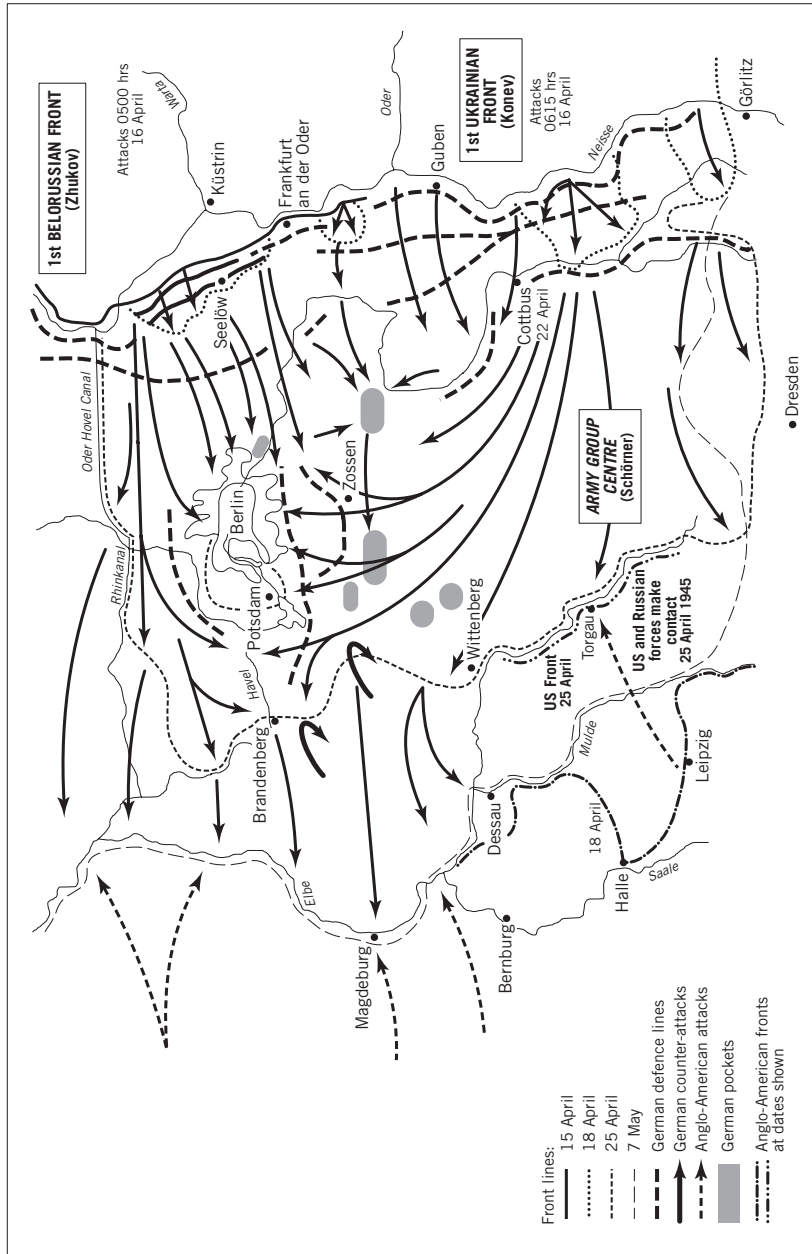 1st BELORUSSIAN FRONT
(Zhukov)
Attacks 0500 hrs
16 April
Warta
Küstrin
Oder Hovel Canal
Seelöw
Frankfurt
an der Oder
Oder
1st UKRAINIAN
FRONT
(Konev)
Attacks
0615 hrs
16 April
Guben
Neisse
Görlitz
Rhinkanal
Berlin
Potsdam
Zossen
Cottbus
22 April
ARMY GROUP
CENTRE
(Schörner)
Dresden
Havel
Brandenberg
Wittenberg
US Front
25 April
Torgau
US and Russian
forces make
contact
25 April 1945
Elbe
Magdeburg
Dessau
Mulde
18 April
Leipzig
Bernburg
Halle
Saale
Front lines:
15 April
18 April
25 April
7 May
German defence lines
German counter-attacks
Anglo-American attacks
German pockets
Anglo-American fronts
at dates shown